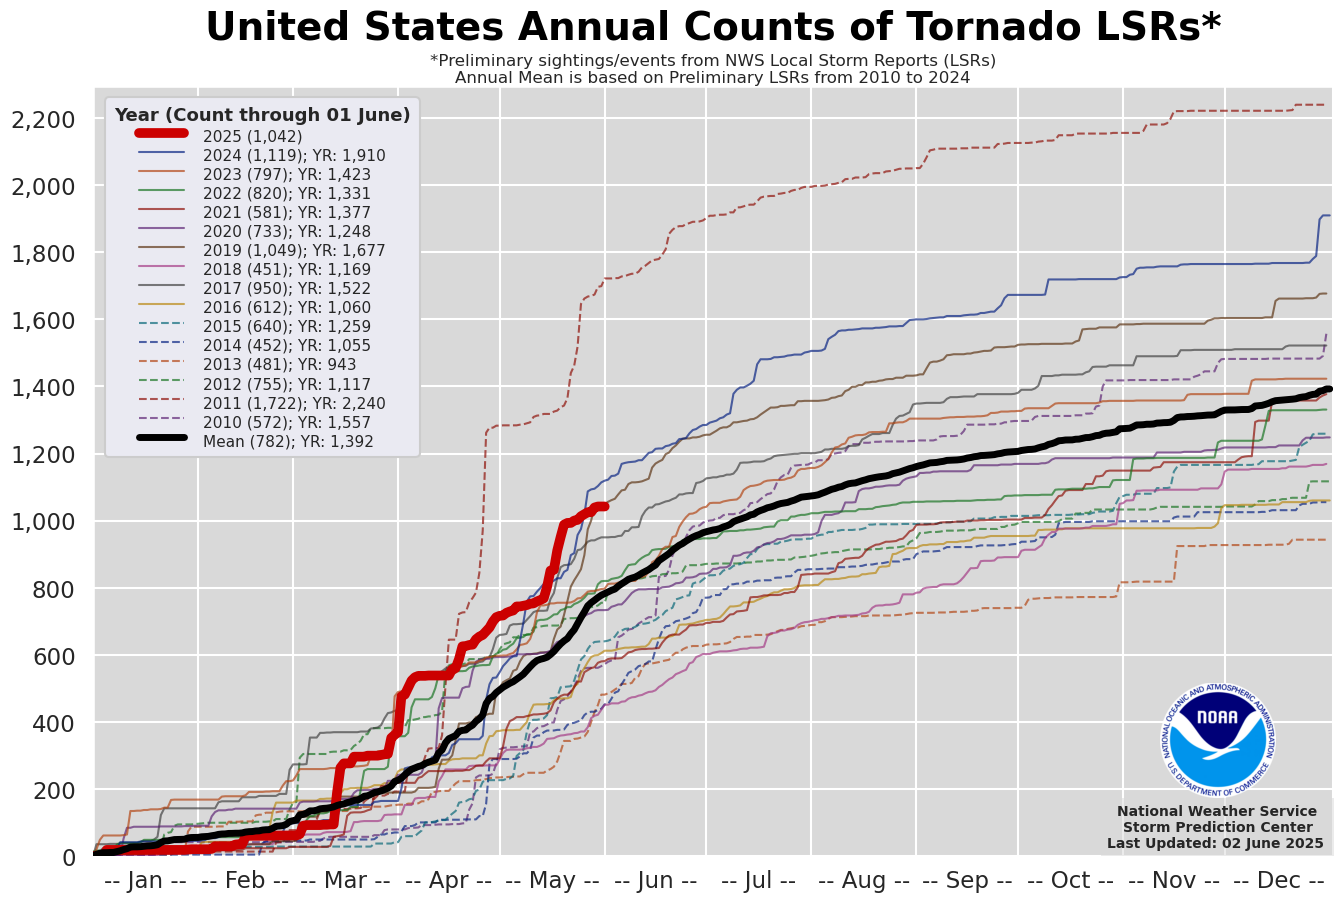 United States Annual Counts of Tornado LSRs*
*Preliminary sightings/events from NWS Local Storm Reports (LSRs)
Annual Mean is based on Preliminary LSRs from 2010 to 2024
Year (Count through 01 June)
2025 (1,042)
2024 (1,119); YR: 1,910
2023 (797); YR: 1,423
2022 (820); YR: 1,331
2021 (581); YR: 1,377
2020 (733); YR: 1,248
2019 (1,049); YR: 1,677
2018 (451); YR: 1,169
2017 (950); YR: 1,522
2016 (612); YR: 1,060
2015 (640); YR: 1,259
2014 (452); YR: 1,055
2013 (481); YR: 943
2012 (755); YR: 1,117
2011 (1,722); YR: 2,240
2010 (572); YR: 1,557
Mean (782); YR: 1,392
2,200
2,000
1,800
1,600
1,400
1,200
1,000
800
600
400
200
0
-- Jan -- -- Feb -- -- Mar -- -- Apr -- -- May -- -- Jun -- -- Jul -- -- Aug -- -- Sep -- -- Oct -- -- Nov -- -- Dec --
NATIONAL OCEANIC AND ATMOSPHERIC ADMINISTRATION
NOAA
U.S. DEPARTMENT OF COMMERCE
National Weather Service
Storm Prediction Center
Last Updated: 02 June 2025